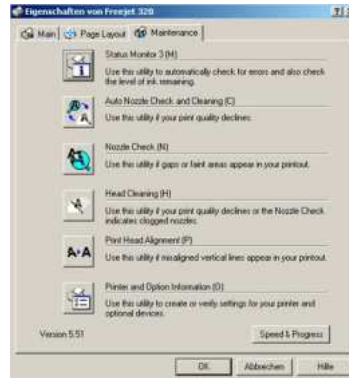 Eigenschaften von Freejet 320
Main
Page Layout
Maintenance
Status Monitor 3 (M)
Use this utility to automatically check for errors and also check
the level of ink remaining.
Auto Nozzle Check and Cleaning (C)
Use this utility if your print quality declines.
Nozzle Check (N)
Use this utility if gaps or faint areas appear in your printout.
Head Cleaning (H)
Use this utility if your print quality declines or the Nozzle Check
indicates clogged nozzles.
Print Head Alignment (P)
Use this utility if misaligned vertical lines appear in your printout.
Printer and Option Information (O)
Use this utility to create or verify settings for your printer and
optional devices.
Version 5.51
Speed & Progress
OK
Abbrechen
Hilfe